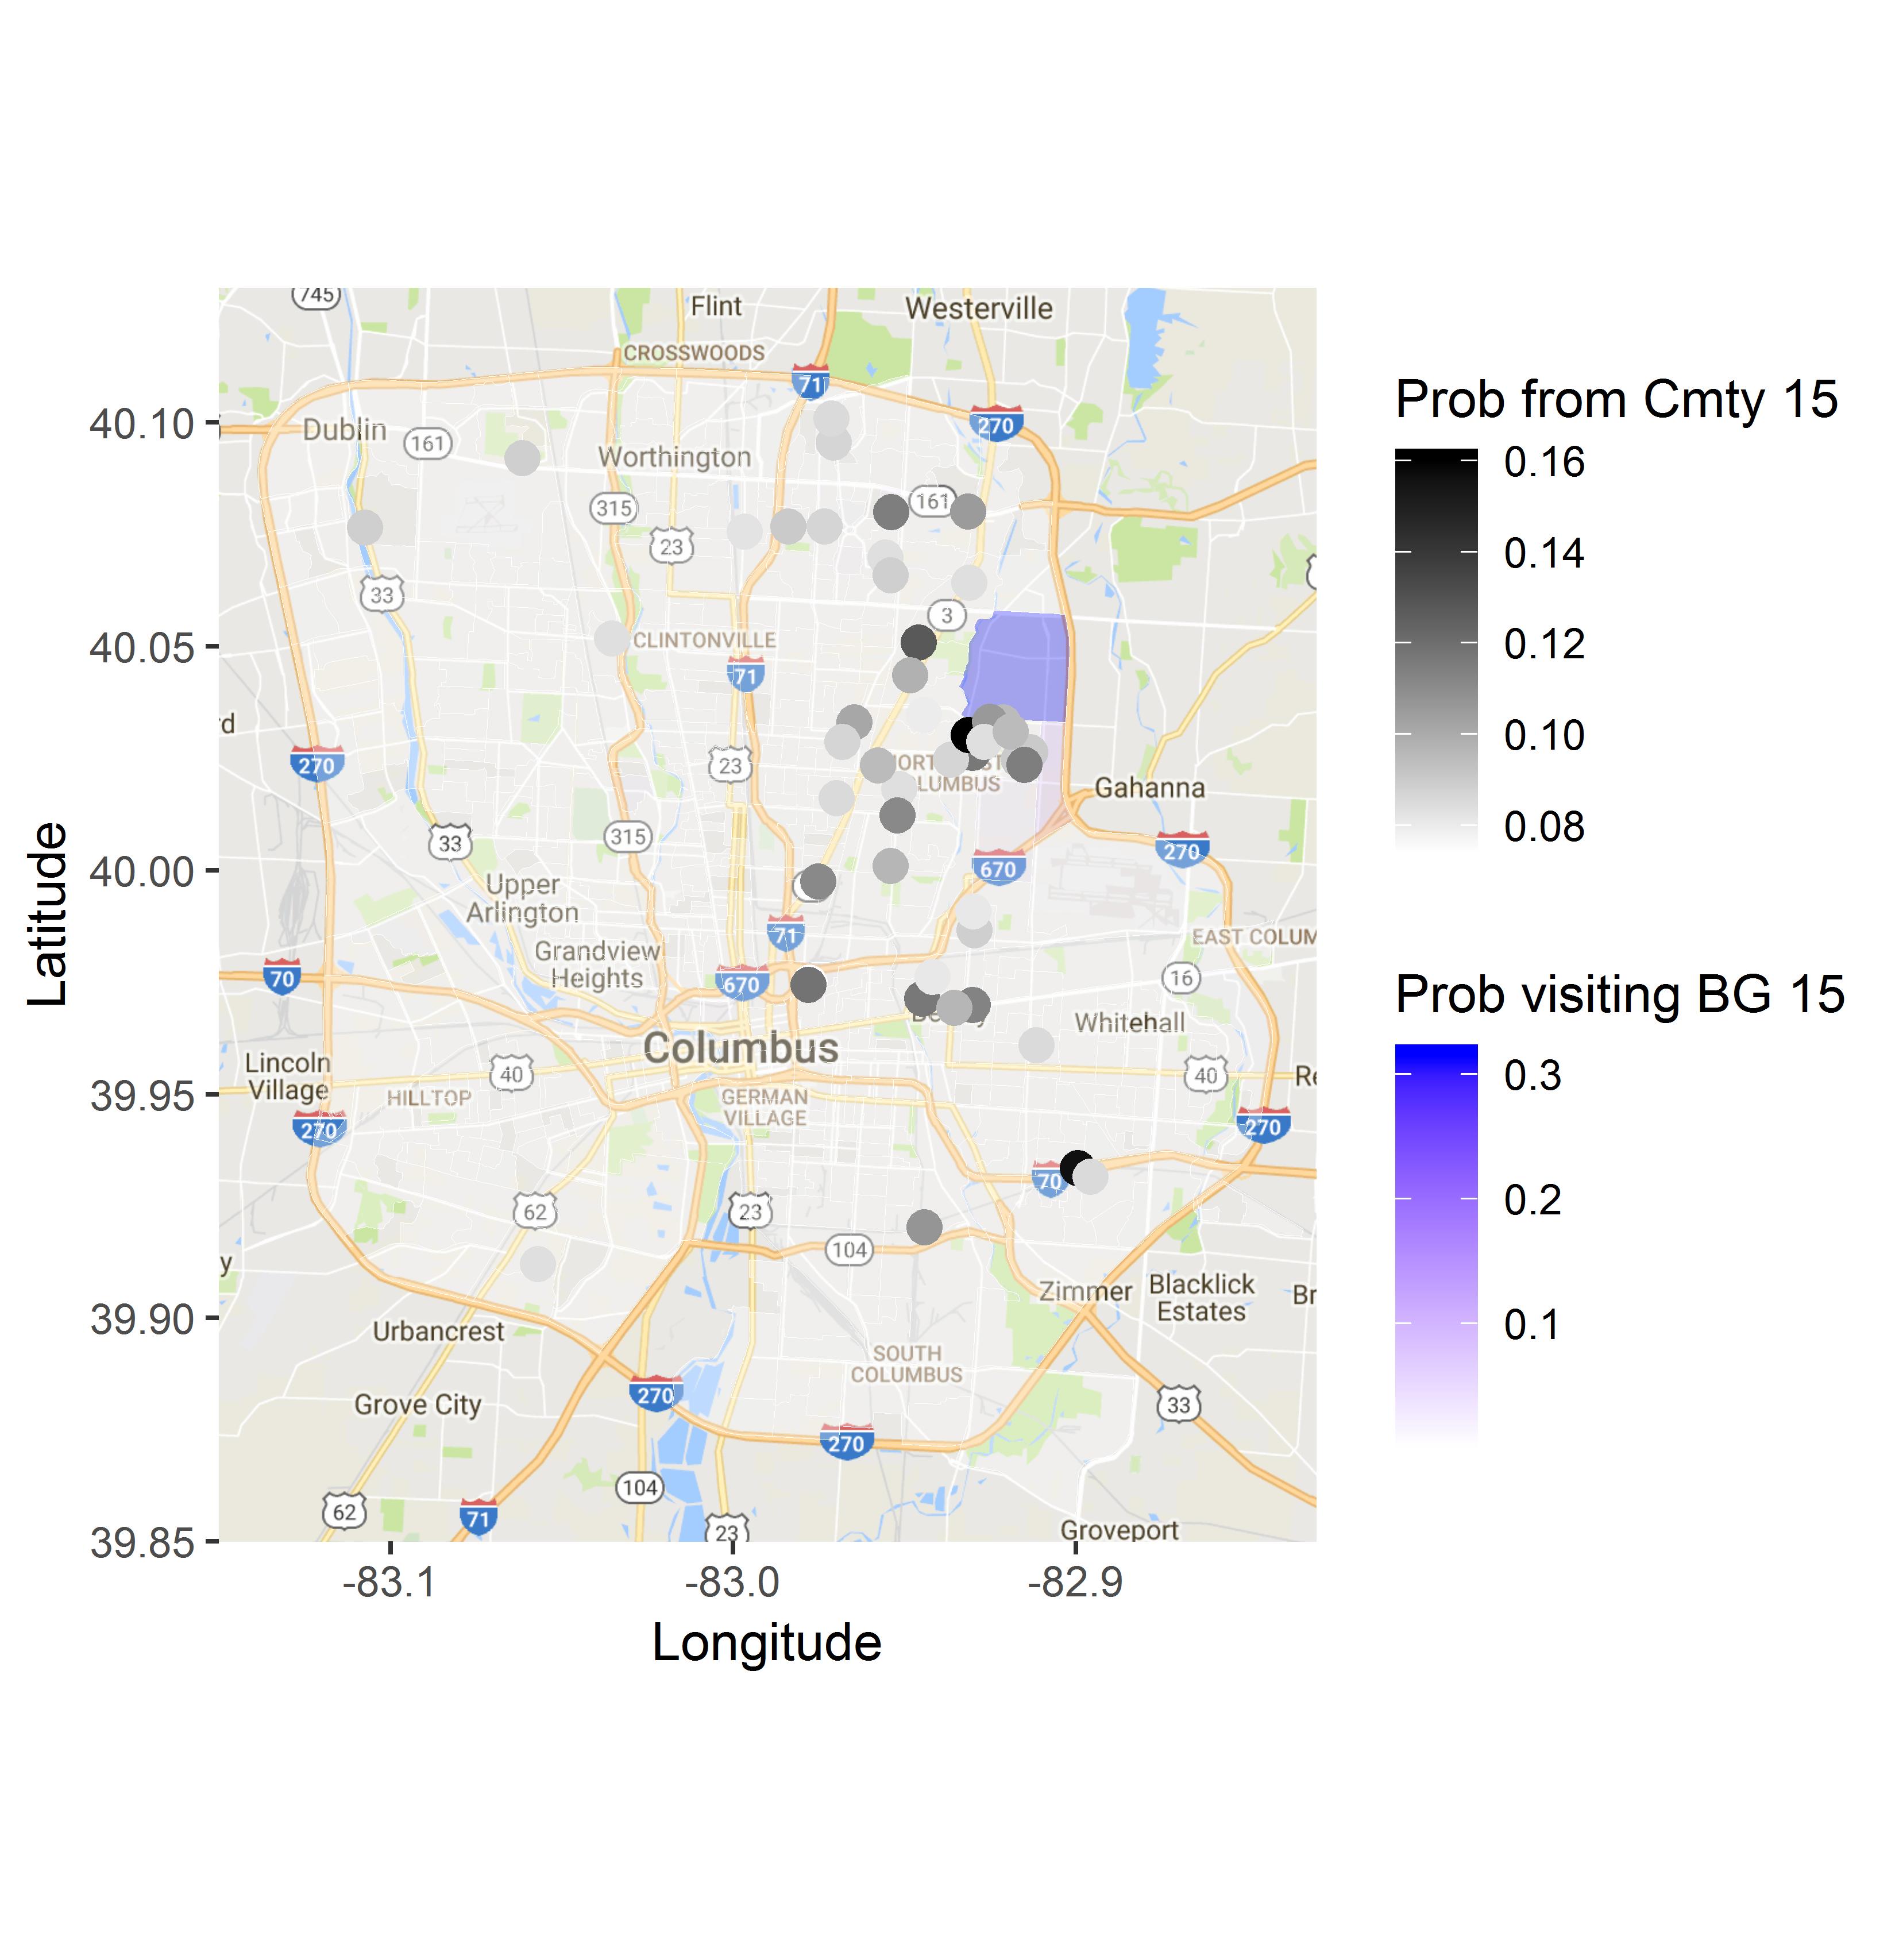 745
Flint
Westerville
CROSSWOODS
71
40.10
Dublin
161
270
Worthington
315
161
23
33
3
40.05
CLINTONVILLE
71
270
23
Gahanna
33
315
270
40.00
670
Upper
Arlington
71
EAST COLUM
Grandview
Heights
70
670
16
Whitehall
Columbus
Lincoln
Village
40
40
39.95
HILLTOP
GERMAN
VILLAGE
270
270
70
62
23
104
Zimmer
Blacklick
Estates
39.90
Urbancrest
SOUTH
COLUMBUS
Grove City
270
33
270
104
62
71
23
Groveport
39.85
-83.1
-83.0
-82.9
Longitude
Latitude
Prob from Cmty 15
0.16
0.14
0.12
0.10
0.08
Prob visiting BG 15
0.3
0.2
0.1